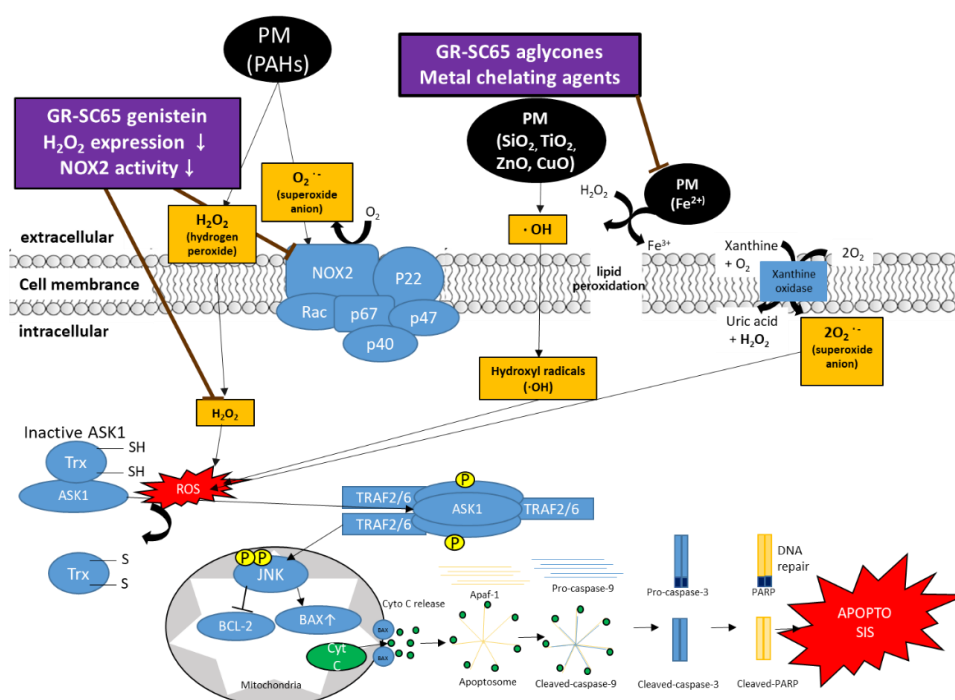 PM
(PAHs)
GR-SC65 aglycones
Metal chelating agents
GR-SC65 genistein
H₂O₂ expression ↓
NOX2 activity ↓
PM
(SiO₂, TiO₂,
ZnO, CuO)
PM
(Fe²⁺)
O₂ ·-
(superoxide
anion)
O₂
H₂O₂
(hydrogen
peroxide)
H₂O₂
· OH
Fe³⁺
extracellular
Cell membrance
intracellular
NOX2
P22
Rac
p67
p47
p40
lipid
peroxidation
Xanthine
+ O₂
2O₂
Xanthine
oxidase
Uric acid
+ H₂O₂
2O₂ ·-
(superoxide
anion)
Hydroxyl radicals
(·OH)
H₂O₂
Inactive ASK1
Trx
SH
SH
ASK1
ROS
Trx
S
S
TRAF2/6
TRAF2/6
TRAF2/6
P
ASK1
P
P
P
JNK
BCL-2
BAX↑
Cyt
C
Mitochondria
BAX
BAX
Cyto C release
Apaf-1
Apoptosome
Pro-caspase-9
Cleaved-caspase-9
Pro-caspase-3
Cleaved-caspase-3
DNA
repair
PARP
Cleaved-PARP
APOPTO
SIS